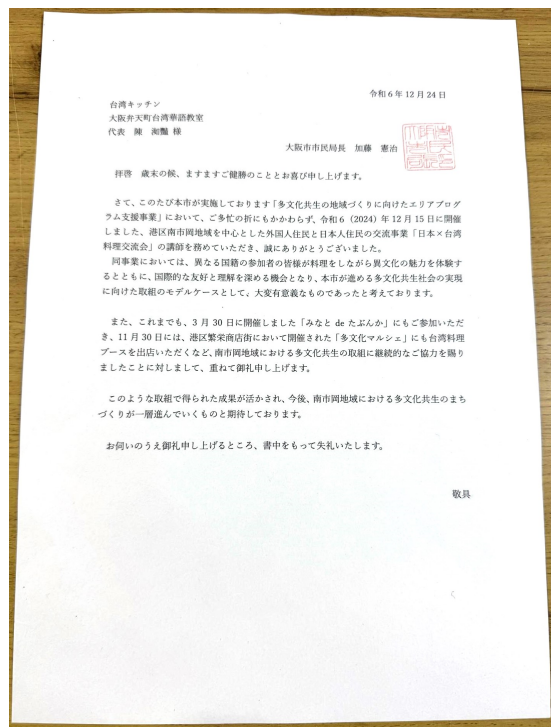 令和6年12月24日
台湾キッチン
大阪弁天町台湾華語教室
代表　陳　淑豔 様
大阪市市民局長　加藤　憲治
拝啓　歳末の候、ますますご健勝のこととお喜び申し上げます。
さて、このたび本市が実施しております「多文化共生の地域づくりに向けたエリアプログ
ラム支援事業」において、ご多忙の折にもかかわらず、令和6（2024）年12月15日に開催
しました、港区南市岡地域を中心とした外国人住民と日本人住民の交流事業「日本×台湾
料理交流会」の講師を務めていただき、誠にありがとうございました。
同事業においては、異なる国籍の参加者の皆様が料理をしながら異文化の魅力を体験す
るとともに、国際的な友好と理解を深める機会となり、本市が進める多文化共生社会の実現
に向けた取組のモデルケースとして、大変有意義なものであったと考えております。
また、これまでも、3月30日に開催しました「みなと de たぶんか」にもご参加いただ
き、11月30日には、港区繁栄商店街において開催された「多文化マルシェ」にも台湾料理
ブースを出店いただくなど、南市岡地域における多文化共生の取組に継続的なご協力を賜り
ましたことに対しまして、重ねて御礼申し上げます。
このような取組で得られた成果が活かされ、今後、南市岡地域における多文化共生のまち
づくりが一層進んでいくものと期待しております。
お伺いのうえ御礼申し上げるところ、書中をもって失礼いたします。
敬具